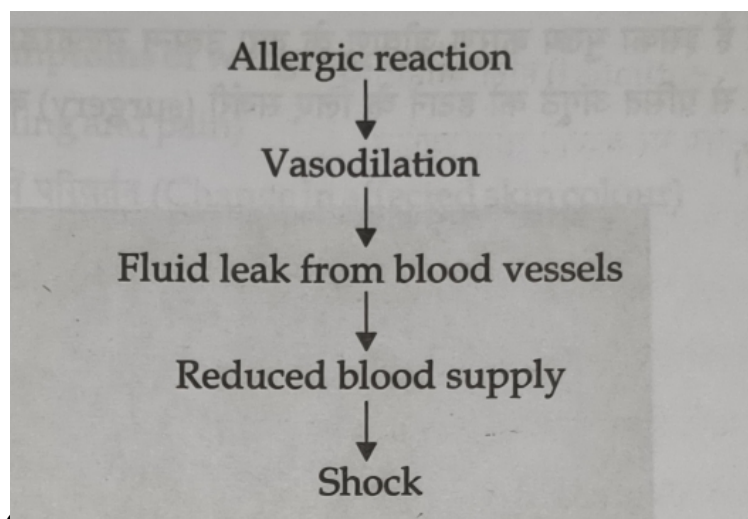 Allergic reaction
Vasodilation
Fluid leak from blood vessels
Reduced blood supply
Shock